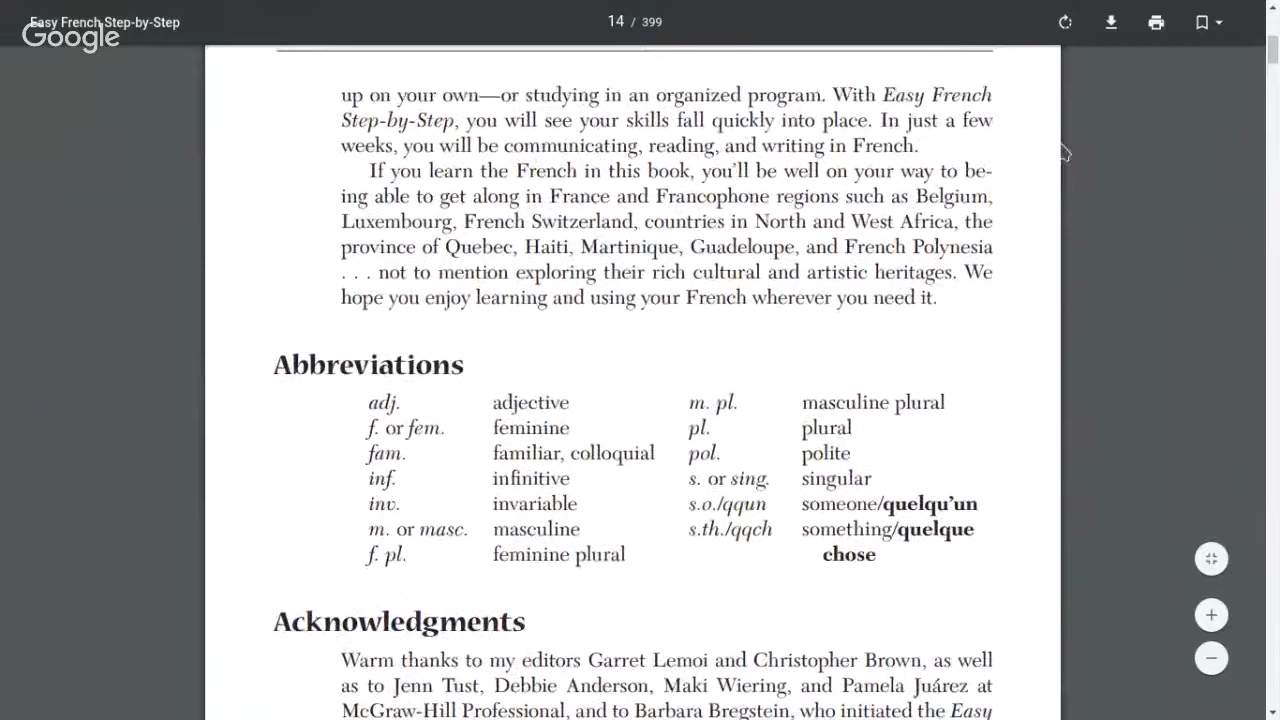 Easy French Step-by-Step
14 / 399
Google
up on your own—or studying in an organized program. With Easy French
Step-by-Step, you will see your skills fall quickly into place. In just a few
weeks, you will be communicating, reading, and writing in French.
If you learn the French in this book, you’ll be well on your way to be-
ing able to get along in France and Francophone regions such as Belgium,
Luxembourg, French Switzerland, countries in North and West Africa, the
province of Quebec, Haiti, Martinique, Guadeloupe, and French Polynesia
. . . not to mention exploring their rich cultural and artistic heritages. We
hope you enjoy learning and using your French wherever you need it.
Abbreviations
adj. adjective m. pl. masculine plural
f. or fem. feminine pl. plural
fam. familiar, colloquial pol. polite
inf. infinitive s. or sing. singular
inv. invariable s.o./qqun someone/quelqu’un
m. or masc. masculine s.th./qqch something/quelque
f. pl. feminine plural chose
Acknowledgments
Warm thanks to my editors Garret Lemoi and Christopher Brown, as well
as to Jenn Tust, Debbie Anderson, Maki Wiering, and Pamela Juárez at
McGraw-Hill Professional, and to Barbara Bregstein, who initiated the Easy